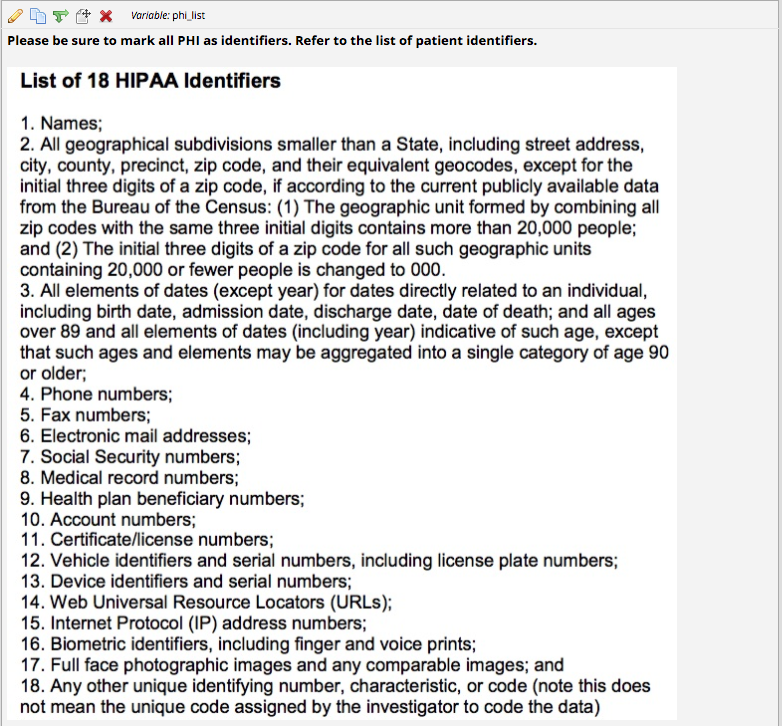 Variable: phi_list
Please be sure to mark all PHI as identifiers. Refer to the list of patient identifiers.
List of 18 HIPAA Identifiers
1. Names;
2. All geographical subdivisions smaller than a State, including street address,
city, county, precinct, zip code, and their equivalent geocodes, except for the
initial three digits of a zip code, if according to the current publicly available data
from the Bureau of the Census: (1) The geographic unit formed by combining all
zip codes with the same three initial digits contains more than 20,000 people;
and (2) The initial three digits of a zip code for all such geographic units
containing 20,000 or fewer people is changed to 000.
3. All elements of dates (except year) for dates directly related to an individual,
including birth date, admission date, discharge date, date of death; and all ages
over 89 and all elements of dates (including year) indicative of such age, except
that such ages and elements may be aggregated into a single category of age 90
or older;
4. Phone numbers;
5. Fax numbers;
6. Electronic mail addresses;
7. Social Security numbers;
8. Medical record numbers;
9. Health plan beneficiary numbers;
10. Account numbers;
11. Certificate/license numbers;
12. Vehicle identifiers and serial numbers, including license plate numbers;
13. Device identifiers and serial numbers;
14. Web Universal Resource Locators (URLs);
15. Internet Protocol (IP) address numbers;
16. Biometric identifiers, including finger and voice prints;
17. Full face photographic images and any comparable images; and
18. Any other unique identifying number, characteristic, or code (note this does
not mean the unique code assigned by the investigator to code the data)